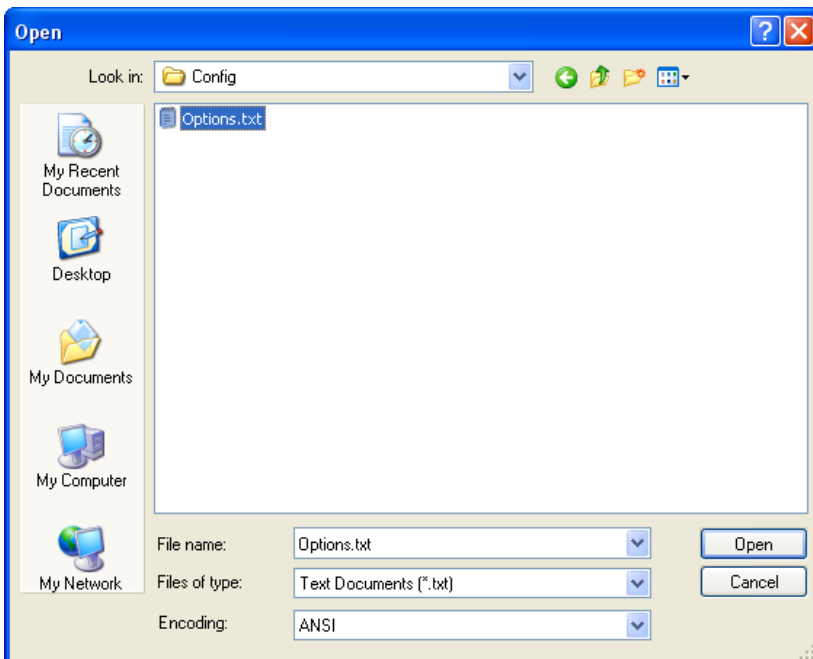 Open
Look in:
Config
Options.txt
My Recent
Documents
Desktop
My Documents
My Computer
My Network
File name:
Options.txt
Open
Files of type:
Text Documents (*.txt)
Cancel
Encoding:
ANSI